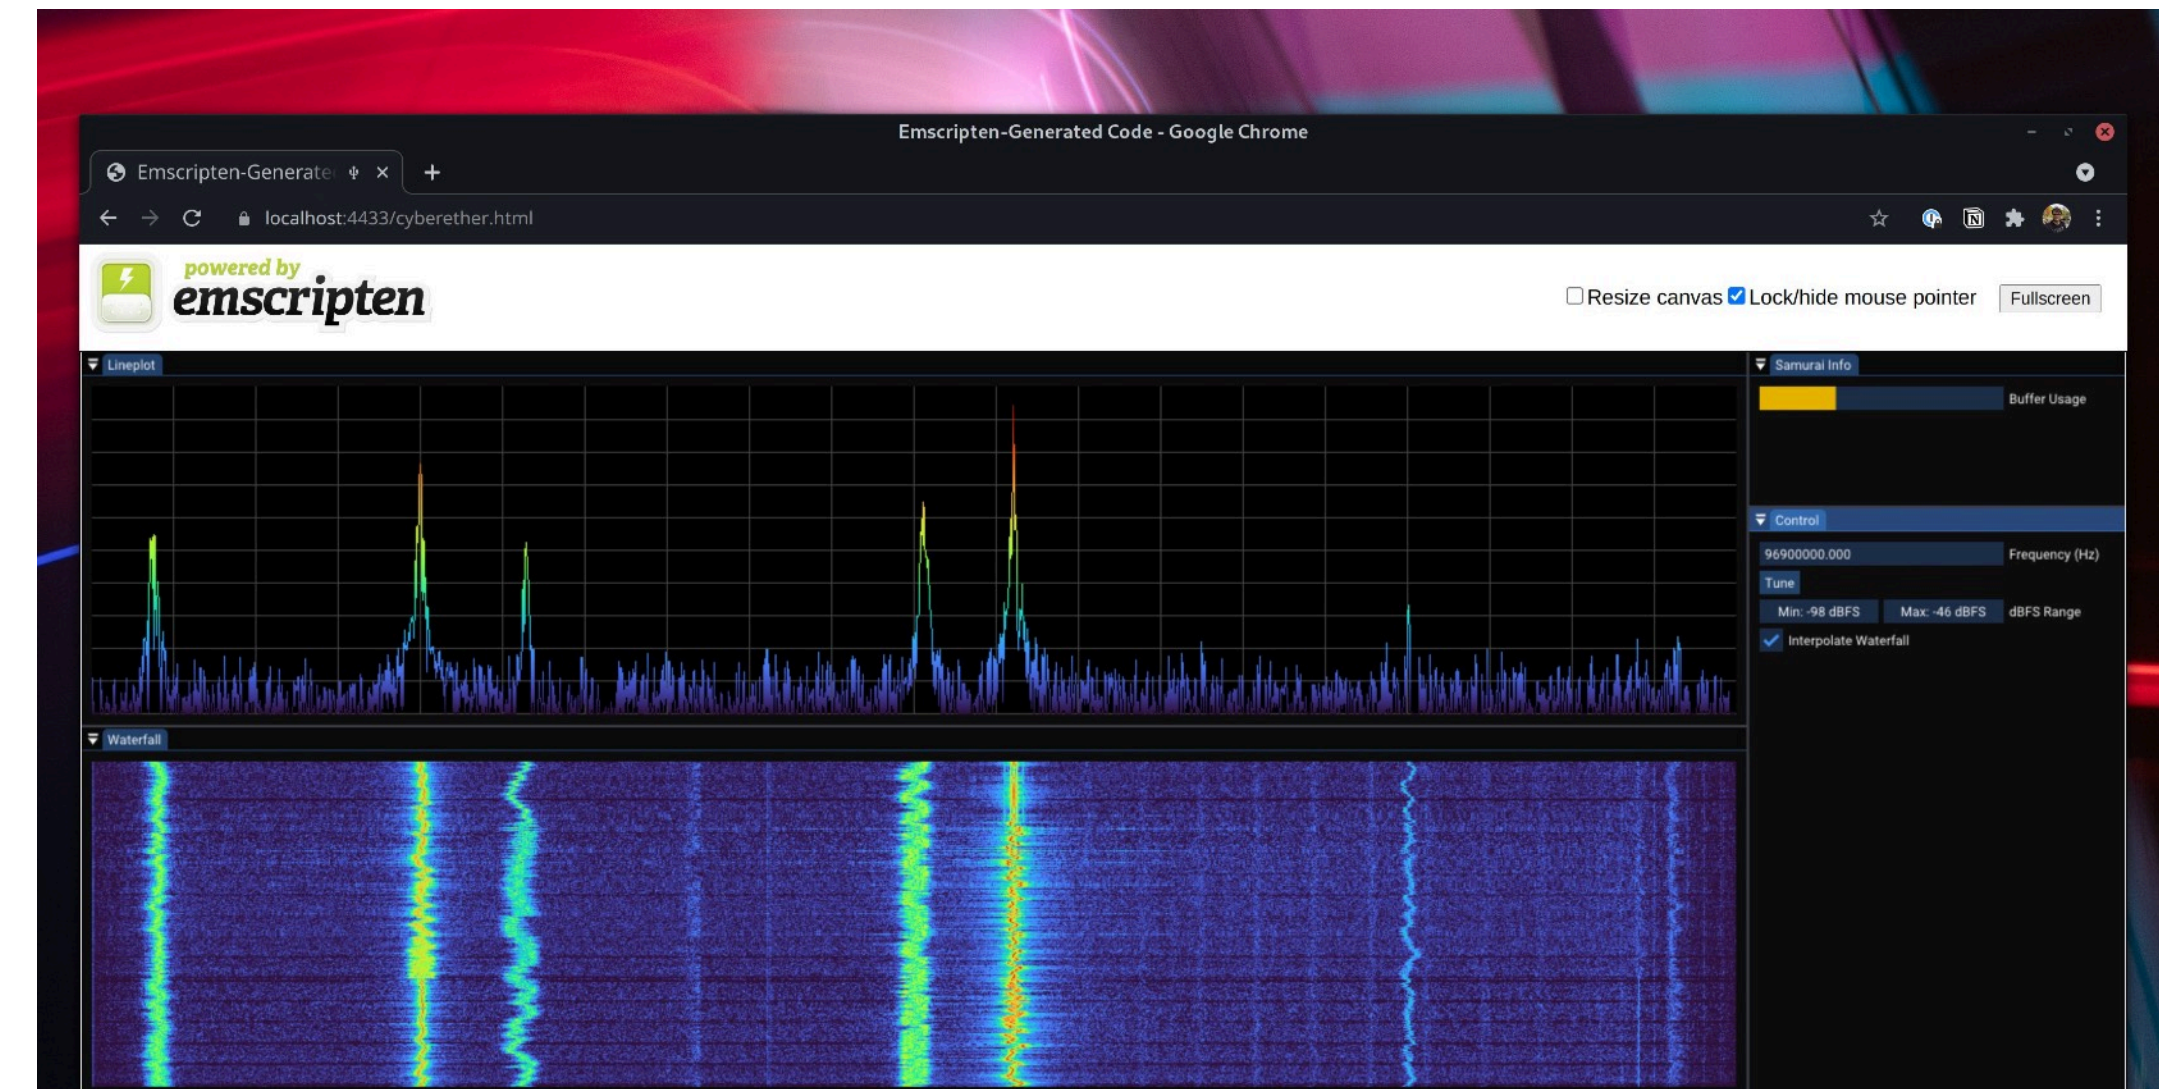 Emscripten-Generated Code - Google Chrome
Emscripten-Generate
localhost:4433/cyberether.html
powered by
emscripten
Resize canvas Lock/hide mouse pointer Fullscreen
Lineplot
Samurai Info
Buffer Usage
Control
96900000.000 Frequency (Hz)
Tune
Min: -98 dBFS Max: -46 dBFS dBFS Range
Interpolate Waterfall
Waterfall